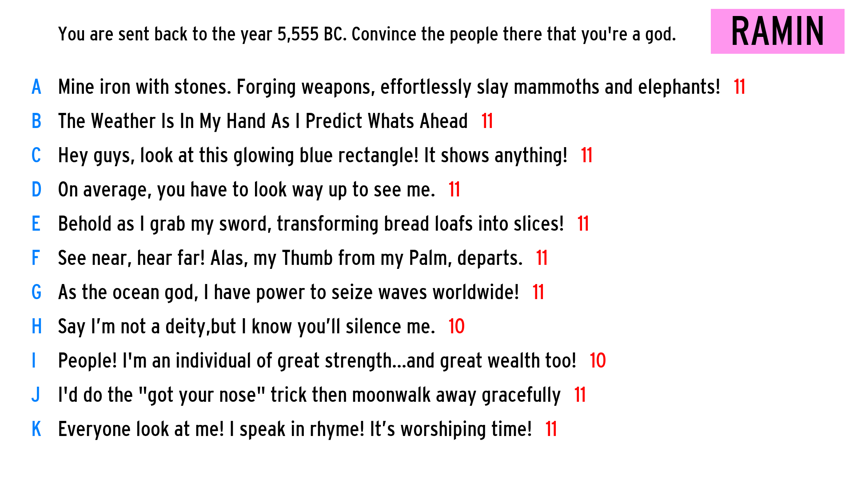 You are sent back to the year 5,555 BC. Convince the people there that you're a god.
RAMIN
A Mine iron with stones. Forging weapons, effortlessly slay mammoths and elephants! 11
B The Weather Is In My Hand As I Predict Whats Ahead 11
C Hey guys, look at this glowing blue rectangle! It shows anything! 11
D On average, you have to look way up to see me. 11
E Behold as I grab my sword, transforming bread loafs into slices! 11
F See near, hear far! Alas, my Thumb from my Palm, departs. 11
G As the ocean god, I have power to seize waves worldwide! 11
H Say I’m not a deity,but I know you’ll silence me. 10
I People! I'm an individual of great strength...and great wealth too! 10
J I'd do the "got your nose" trick then moonwalk away gracefully 11
K Everyone look at me! I speak in rhyme! It’s worshiping time! 11